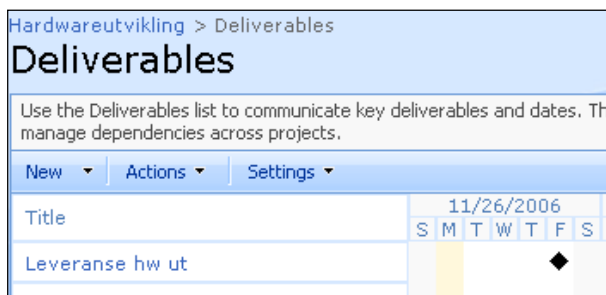 Hardwareutvikling > Deliverables
Deliverables
Use the Deliverables list to communicate key deliverables and dates.
manage dependencies across projects.
New Actions Settings
Title
11/26/2006
S M T W T F S
Leveranse hw ut